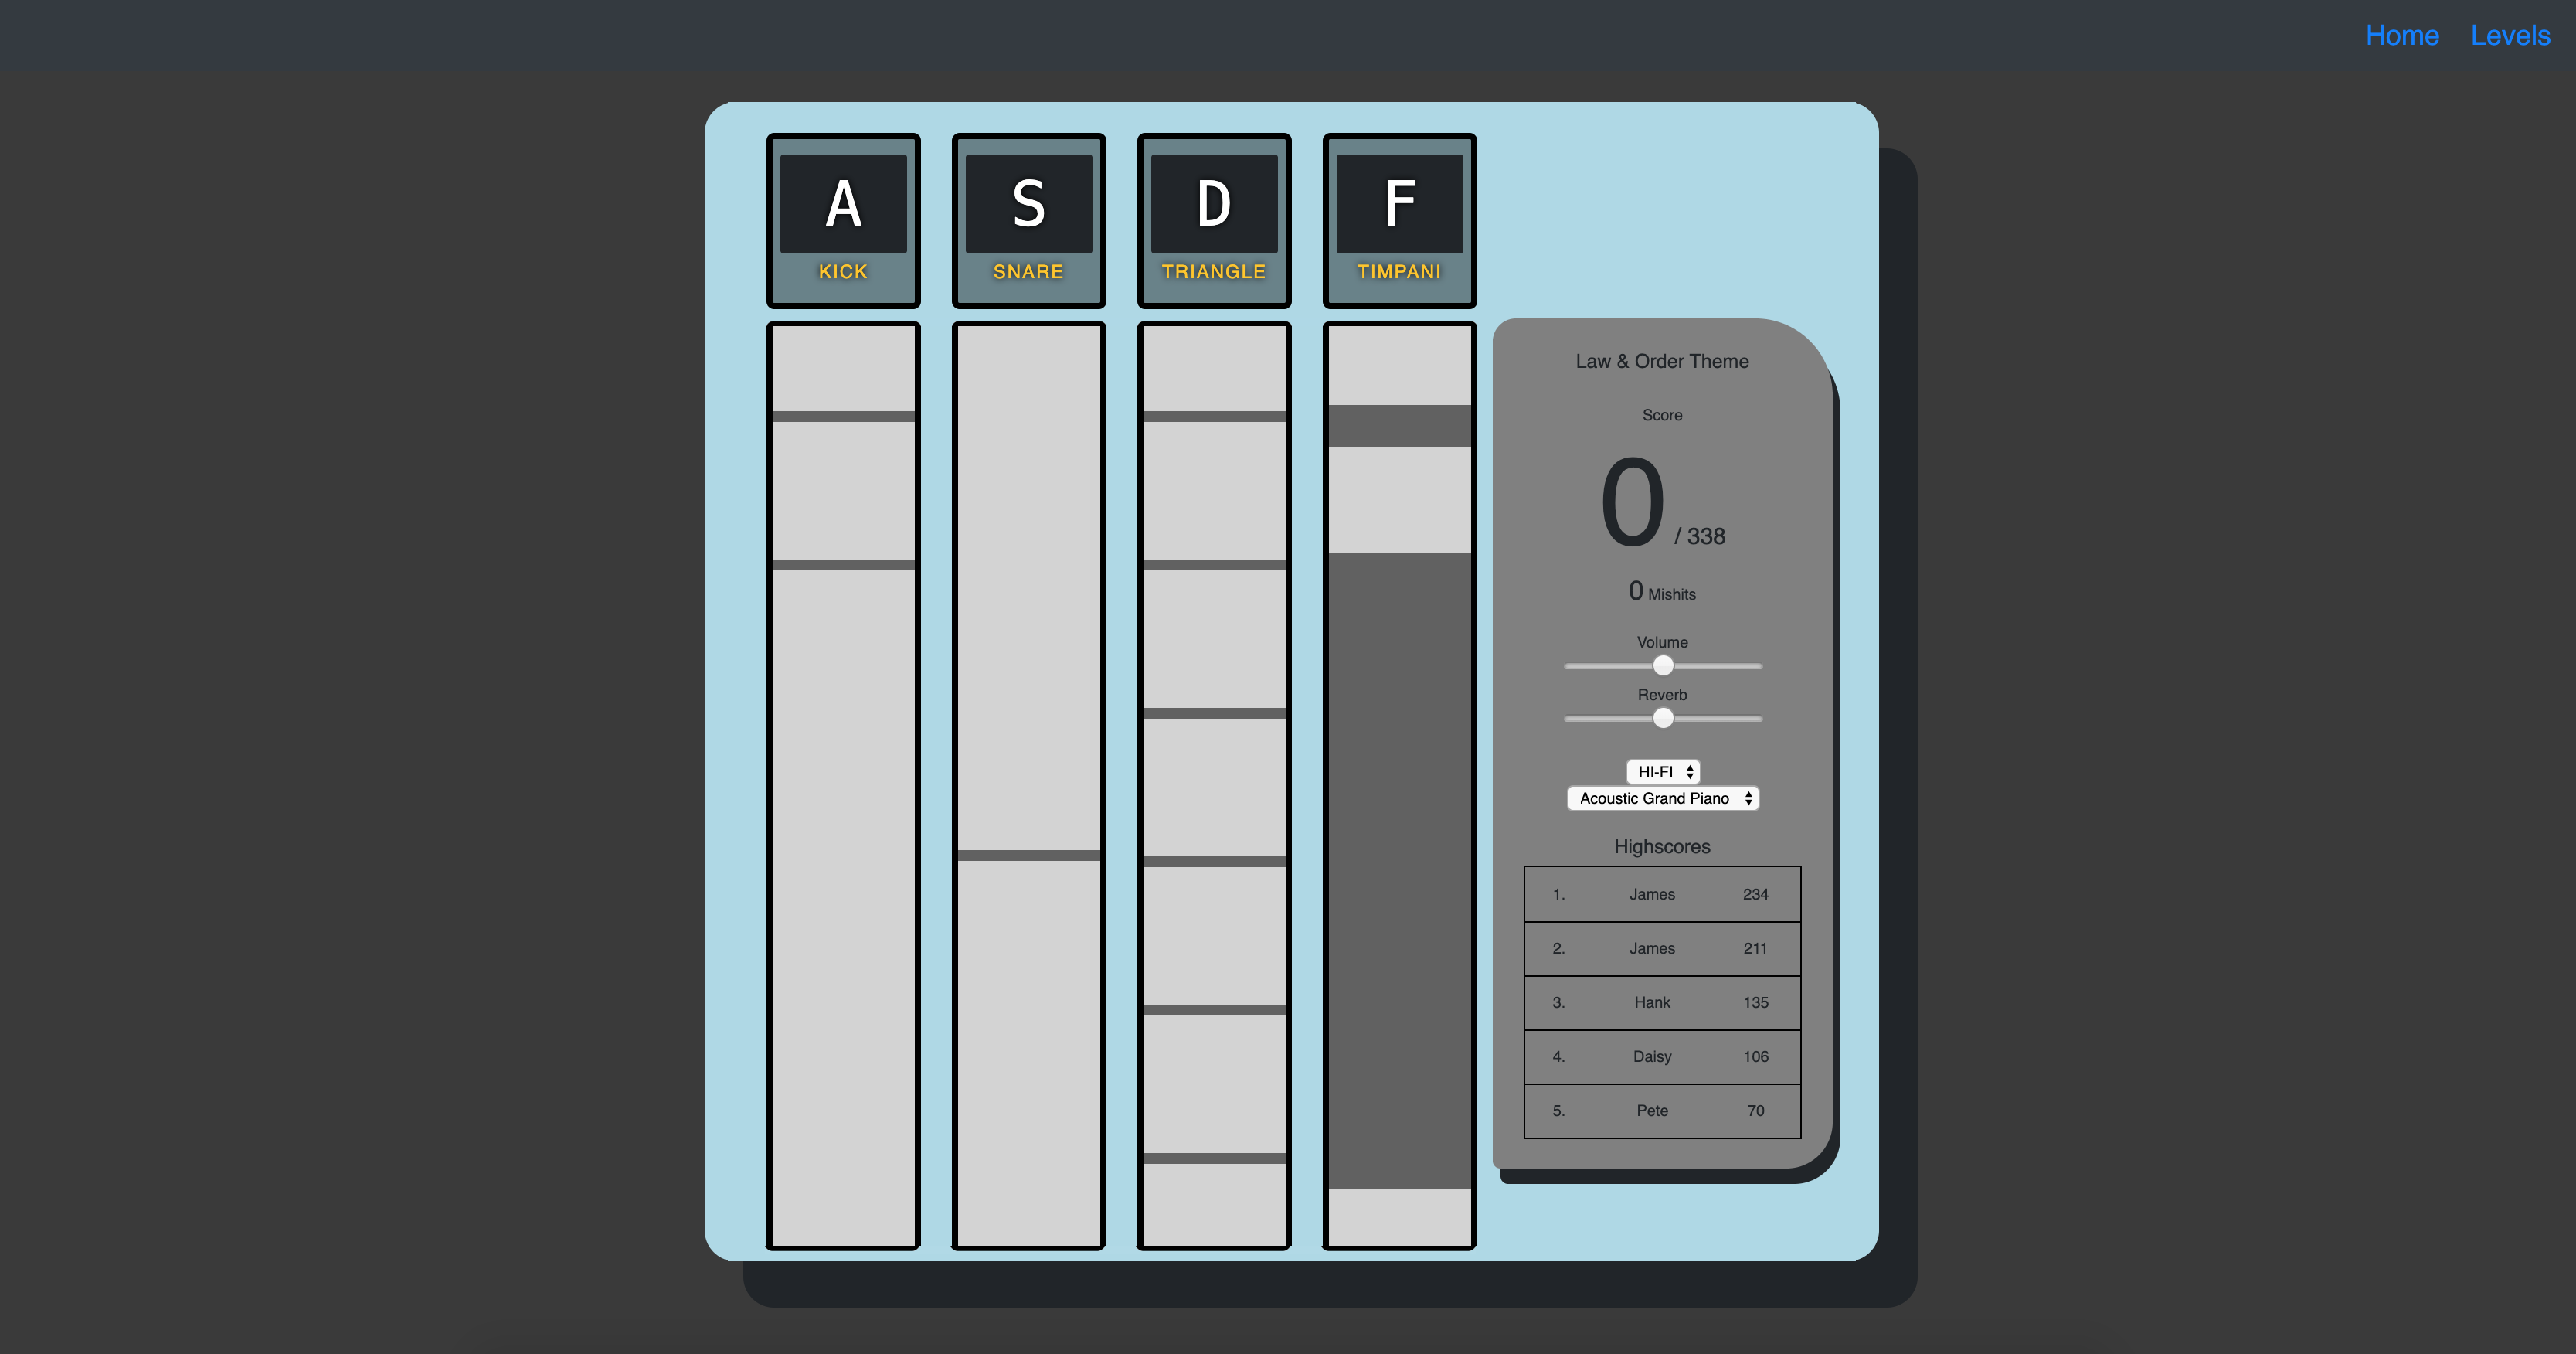 Home Levels
A S D F
KICK SNARE TRIANGLE TIMPANI
Law & Order Theme
Score
0 / 338
0 Mishits
Volume
Reverb
HI-FI
Acoustic Grand Piano
Highscores
1. James 234
2. James 211
3. Hank 135
4. Daisy 106
5. Pete 70